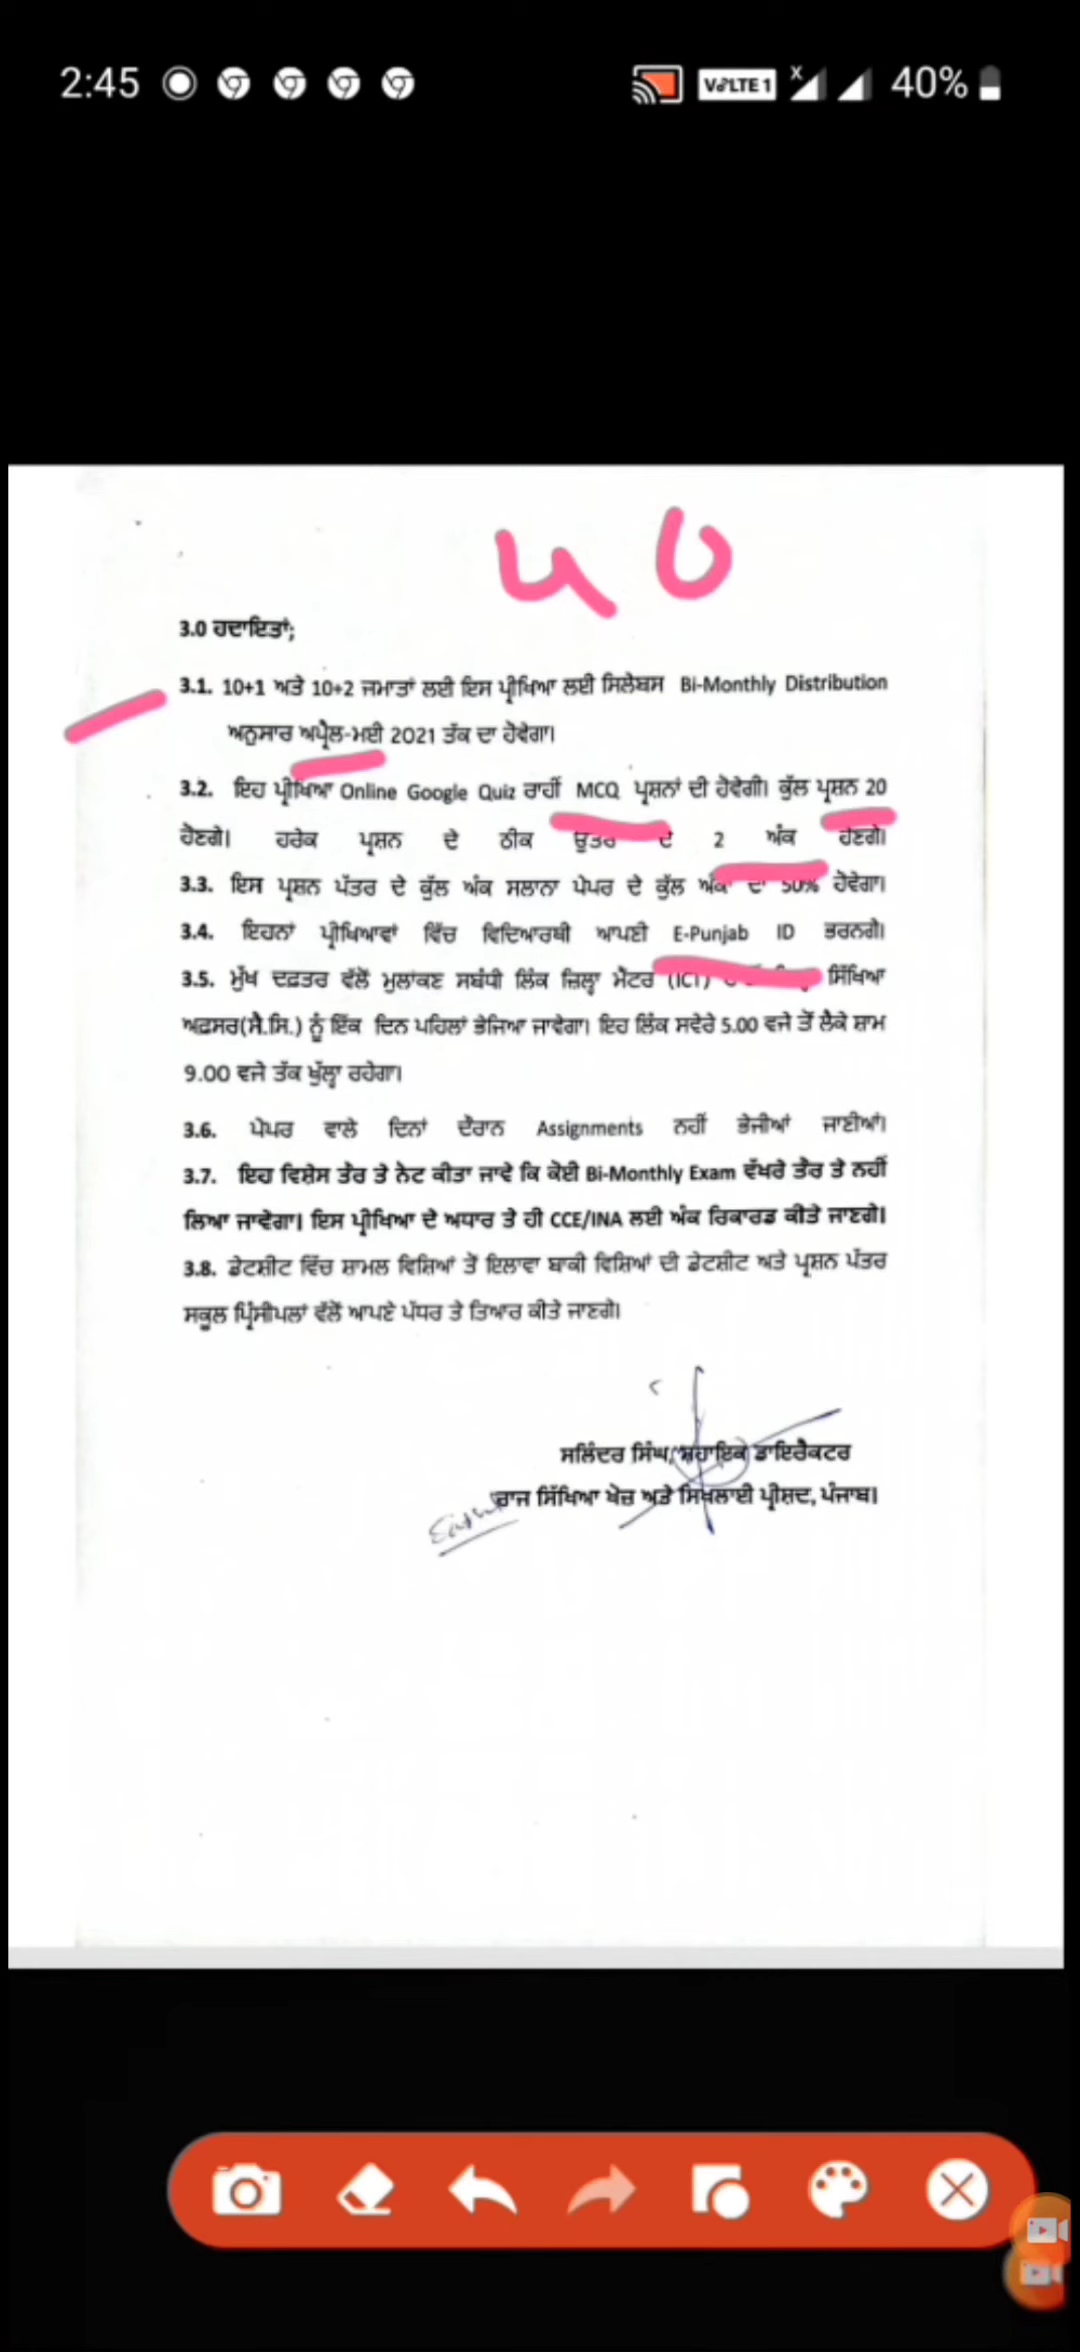 2:45
VoLTE 1
40%
40
3.0 ਹਦਾਇਤਾਂ;
3.1. 10+1 ਅਤੇ 10+2 ਜਮਾਤਾਂ ਲਈ ਇਸ ਪ੍ਰੀਖਿਆ ਲਈ ਸਿਲੇਬਸ Bi-Monthly Distribution
ਅਨੁਸਾਰ ਅਪ੍ਰੈਲ-ਮਈ 2021 ਤੱਕ ਦਾ ਹੋਵੇਗਾ।
3.2. ਇਹ ਪ੍ਰੀਖਿਆ Online Google Quiz ਰਾਹੀਂ MCQ ਪ੍ਰਸ਼ਨਾਂ ਦੀ ਹੋਵੇਗੀ। ਕੁੱਲ ਪ੍ਰਸ਼ਨ 20
ਹੋਣਗੇ। ਹਰੇਕ ਪ੍ਰਸ਼ਨ ਦੇ ਠੀਕ ਉਤਰ ਦੇ 2 ਅੰਕ ਹੋਣਗੇ।
3.3. ਇਸ ਪ੍ਰਸ਼ਨ ਪੱਤਰ ਦੇ ਕੁੱਲ ਅੰਕ ਸਲਾਨਾ ਪੇਪਰ ਦੇ ਕੁੱਲ ਅੰਕਾਂ ਦਾ 50% ਹੋਵੇਗਾ।
3.4. ਇਹਨਾਂ ਪ੍ਰੀਖਿਆਵਾਂ ਵਿੱਚ ਵਿਦਿਆਰਥੀ ਆਪਣੀ E-Punjab ID ਭਰਨਗੇ।
3.5. ਮੁੱਖ ਦਫ਼ਤਰ ਵੱਲੋਂ ਮੁਲਾਂਕਣ ਸਬੰਧੀ ਲਿੰਕ ਜ਼ਿਲ੍ਹਾ ਮੈਂਟਰ (ICT) ਸਿੱਖਿਆ
ਅਫ਼ਸਰ(ਸੈ.ਸਿ.) ਨੂੰ ਇੱਕ ਦਿਨ ਪਹਿਲਾਂ ਭੇਜਿਆ ਜਾਵੇਗਾ। ਇਹ ਲਿੰਕ ਸਵੇਰੇ 5.00 ਵਜੇ ਤੋਂ ਲੈਕੇ ਸ਼ਾਮ
9.00 ਵਜੇ ਤੱਕ ਖੁੱਲ੍ਹਾ ਰਹੇਗਾ।
3.6. ਪੇਪਰ ਵਾਲੇ ਦਿਨਾਂ ਦੌਰਾਨ Assignments ਨਹੀਂ ਭੇਜੀਆਂ ਜਾਣੀਆਂ।
3.7. ਇਹ ਵਿਸ਼ੇਸ ਤੌਰ ਤੇ ਨੋਟ ਕੀਤਾ ਜਾਵੇ ਕਿ ਕੋਈ Bi-Monthly Exam ਵੱਖਰੇ ਤੌਰ ਤੇ ਨਹੀਂ
ਲਿਆ ਜਾਵੇਗਾ। ਇਸ ਪ੍ਰੀਖਿਆ ਦੇ ਅਧਾਰ ਤੇ ਹੀ CCE/INA ਲਈ ਅੰਕ ਰਿਕਾਰਡ ਕੀਤੇ ਜਾਣਗੇ।
3.8. ਡੇਟਸ਼ੀਟ ਵਿੱਚ ਸ਼ਾਮਲ ਵਿਸ਼ਿਆਂ ਤੋਂ ਇਲਾਵਾ ਬਾਕੀ ਵਿਸ਼ਿਆਂ ਦੀ ਡੇਟਸ਼ੀਟ ਅਤੇ ਪ੍ਰਸ਼ਨ ਪੱਤਰ
ਸਕੂਲ ਪ੍ਰਿੰਸੀਪਲਾਂ ਵੱਲੋਂ ਆਪਣੇ ਪੱਧਰ ਤੇ ਤਿਆਰ ਕੀਤੇ ਜਾਣਗੇ।
ਸਲਿੰਦਰ ਸਿੰਘ, ਸਹਾਇਕ ਡਾਇਰੈਕਟਰ
ਰਾਜ ਸਿੱਖਿਆ ਖੋਜ ਅਤੇ ਸਿਖਲਾਈ ਪ੍ਰੀਸ਼ਦ, ਪੰਜਾਬ।